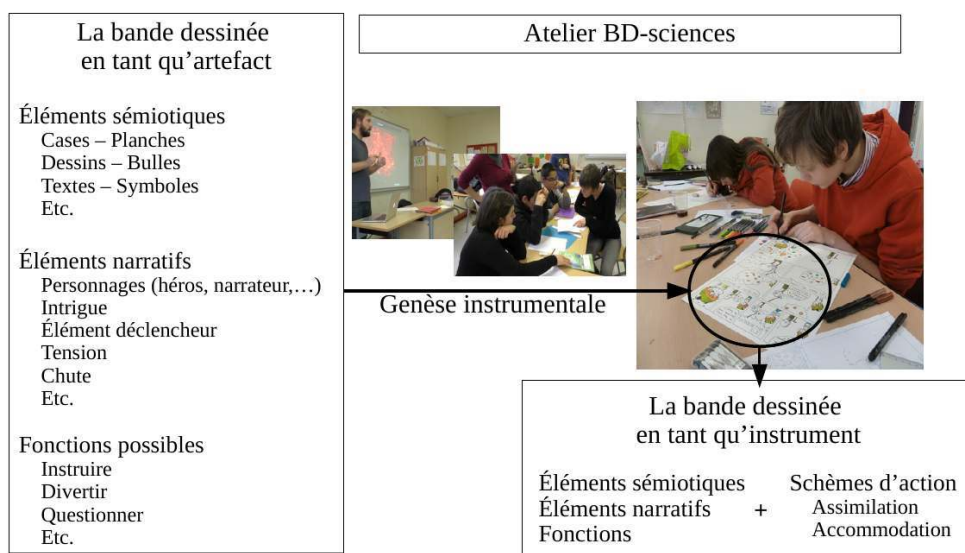 La bande dessinée
en tant qu’artefact
Éléments sémiotiques
Cases – Planches
Dessins – Bulles
Textes – Symboles
Etc.
Éléments narratifs
Personnages (héros, narrateur,…)
Intrigue
Élément déclencheur
Tension
Chute
Etc.
Fonctions possibles
Instruire
Divertir
Questionner
Etc.
Atelier BD-sciences
Genèse instrumentale
La bande dessinée
en tant qu’instrument
Éléments sémiotiques
Éléments narratifs
Fonctions
+
Schèmes d’action
Assimilation
Accommodation